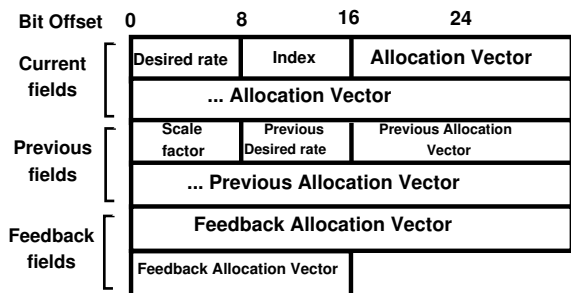 Bit Offset 0 8 16 24
Current fields
Desired rate Index Allocation Vector
... Allocation Vector
Previous fields
Scale factor Previous Desired rate Previous Allocation Vector
... Previous Allocation Vector
Feedback fields
Feedback Allocation Vector
Feedback Allocation Vector